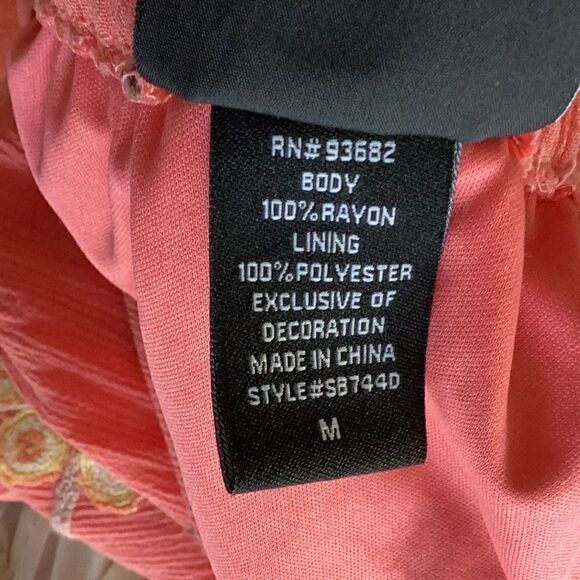 RN# 93682
BODY
100% RAYON
LINING
100% POLYESTER
EXCLUSIVE OF
DECORATION
MADE IN CHINA
STYLE#SB744D
M